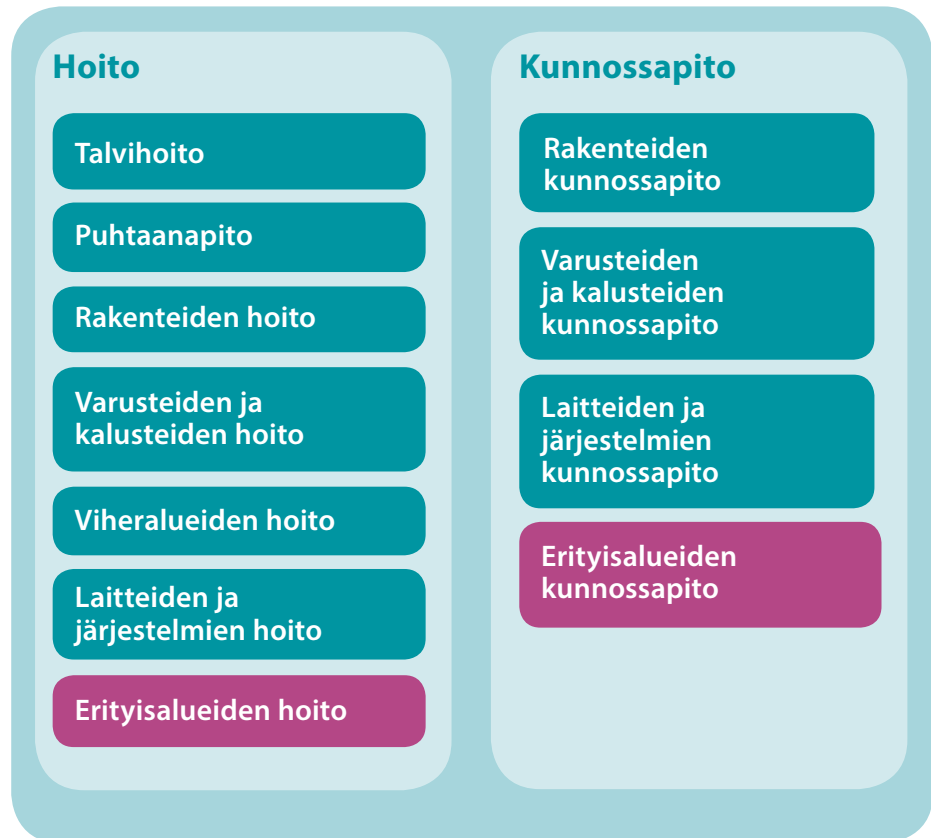 Hoito
Talvihoito
Puhtaanapito
Rakenteiden hoito
Varusteiden ja
kalusteiden hoito
Viheralueiden hoito
Laitteiden ja
järjestelmien hoito
Erityisalueiden hoito
Kunnossapito
Rakenteiden
kunnossapito
Varusteiden
ja kalusteiden
kunnossapito
Laitteiden ja
järjestelmien
kunnossapito
Erityisalueiden
kunnossapito